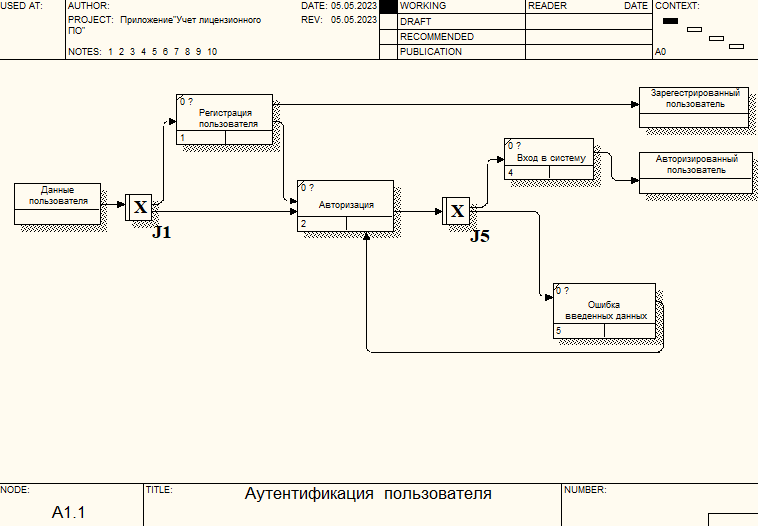 USED AT:
AUTHOR:
DATE: 05.05.2023
WORKING
READER
DATE
CONTEXT:
PROJECT: Приложение"Учет лицензионного
ПО"
REV: 05.05.2023
DRAFT
RECOMMENDED
NOTES: 1 2 3 4 5 6 7 8 9 10
PUBLICATION
A0
0 ?
Регистрация
пользователя
1
Зарегестрированный
пользователь
0 ?
Вход в систему
4
Авторизированный
пользователь
Данные
пользователя
X
J1
0 ?
Авторизация
2
X
J5
0 ?
Ошибка
введенных данных
5
NODE:
A1.1
TITLE:
Аутентификация пользователя
NUMBER: